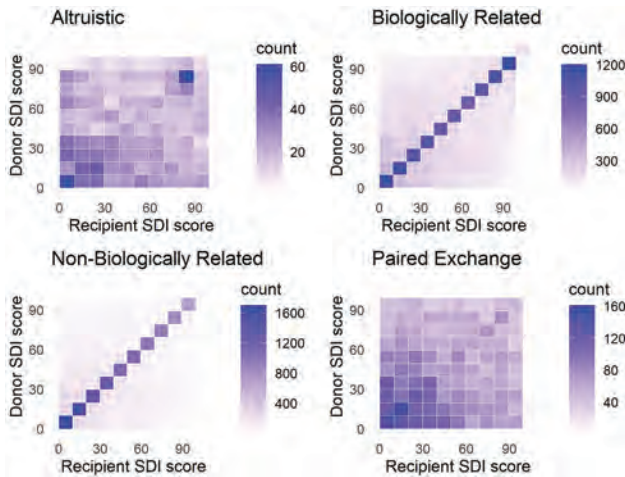 Altruistic
Donor SDI score
90
60
30
0
0 30 60 90
Recipient SDI score
count
60
40
20
Biologically Related
Donor SDI score
90
60
30
0
0 30 60 90
Recipient SDI score
count
1200
900
600
300
Non-Biologically Related
Donor SDI score
90
60
30
0
0 30 60 90
Recipient SDI score
count
1600
1200
800
400
Paired Exchange
Donor SDI score
90
60
30
0
0 30 60 90
Recipient SDI score
count
160
120
80
40